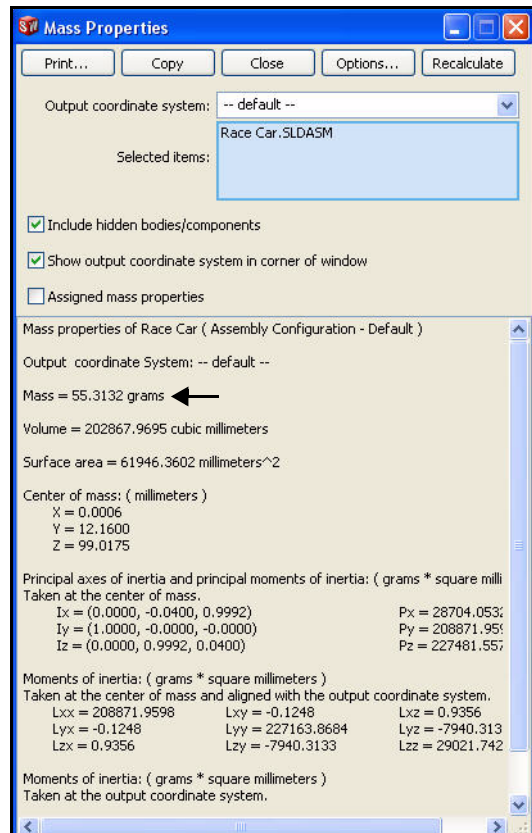 SW Mass Properties
Print... Copy Close Options... Recalculate
Output coordinate system: -- default --
Selected items: Race Car.SLDASM
Include hidden bodies/components
Show output coordinate system in corner of window
Assigned mass properties
Mass properties of Race Car ( Assembly Configuration - Default )
Output coordinate System: -- default --
Mass = 55.3132 grams
Volume = 202867.9695 cubic millimeters
Surface area = 61946.3602 millimeters^2
Center of mass: ( millimeters )
X = 0.0006
Y = 12.1600
Z = 99.0175
Principal axes of inertia and principal moments of inertia: ( grams * square milli
Taken at the center of mass.
Ix = (0.0000, -0.0400, 0.9992) Px = 28704.0532
Iy = (1.0000, -0.0000, -0.0000) Py = 208871.959
Iz = (0.0000, 0.9992, 0.0400) Pz = 227481.557
Moments of inertia: ( grams * square millimeters )
Taken at the center of mass and aligned with the output coordinate system.
Lxx = 208871.9598 Lxy = -0.1248 Lxz = 0.9356
Lyx = -0.1248 Lyy = 227163.8684 Lyz = -7940.313
Lzx = 0.9356 Lzy = -7940.3133 Lzz = 29021.742
Moments of inertia: ( grams * square millimeters )
Taken at the output coordinate system.